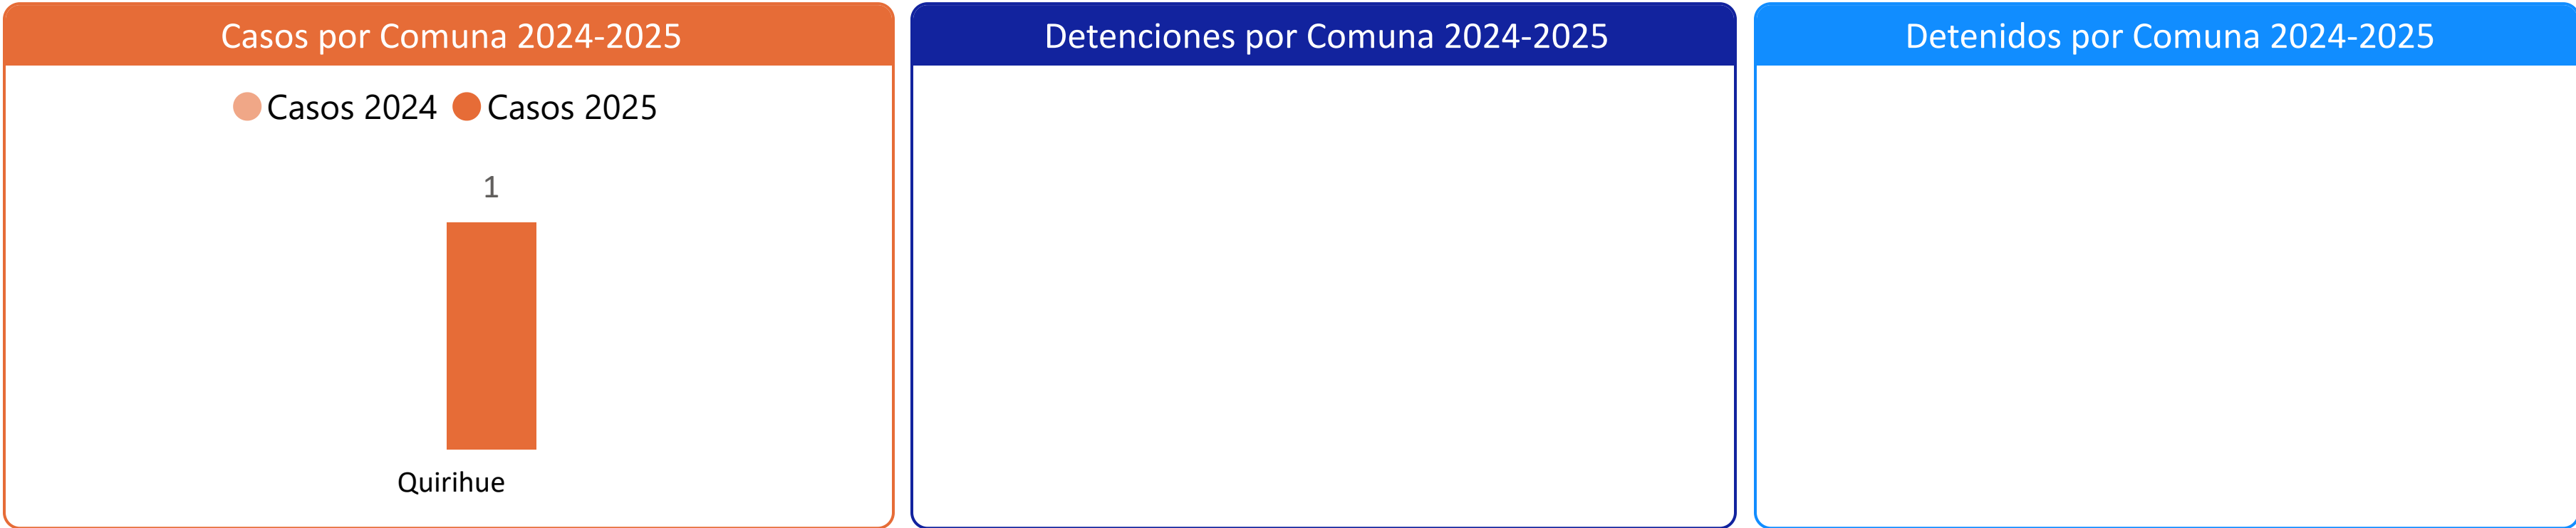 Casos por Comuna 2024-2025
Casos 2024 Casos 2025
1
Quirihue
Detenciones por Comuna 2024-2025
Detenidos por Comuna 2024-2025